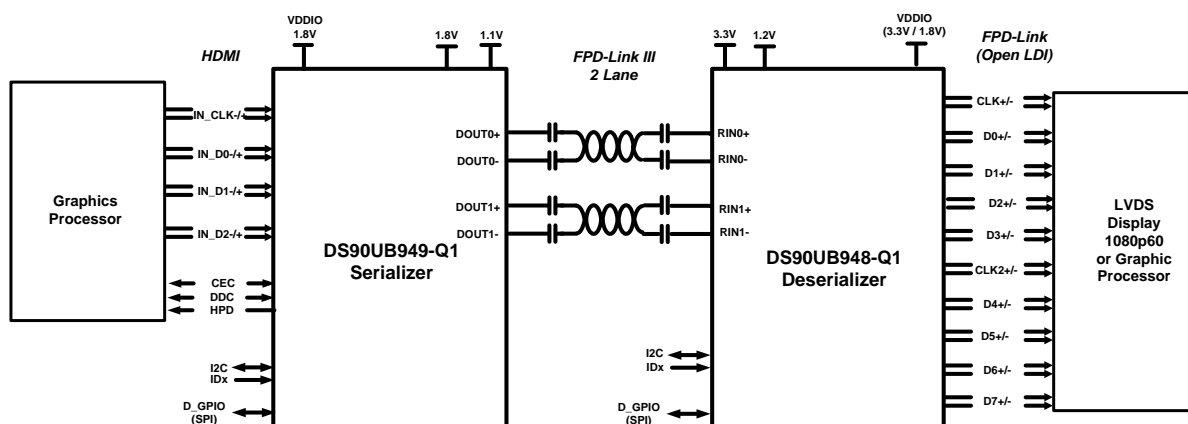 VDDIO
1.8V
1.8V
1.1V
HDMI
FPD-Link III
2 Lane
3.3V
1.2V
VDDIO
(3.3V / 1.8V)
FPD-Link
(Open LDI)
Graphics
Processor
IN_CLK-/+
IN_D0-/+
IN_D1-/+
IN_D2-/+
CEC
DDC
HPD
I2C
IDx
D_GPIO
(SPI)
DS90UB949-Q1
Serializer
DOUT0+
DOUT0-
DOUT1+
DOUT1-
RIN0+
RIN0-
RIN1+
RIN1-
DS90UB948-Q1
Deserializer
I2C
IDx
D_GPIO
(SPI)
CLK+/-
D0+/-
D1+/-
D2+/-
D3+/-
CLK2+/-
D4+/-
D5+/-
D6+/-
D7+/-
LVDS
Display
1080p60
or Graphic
Processor